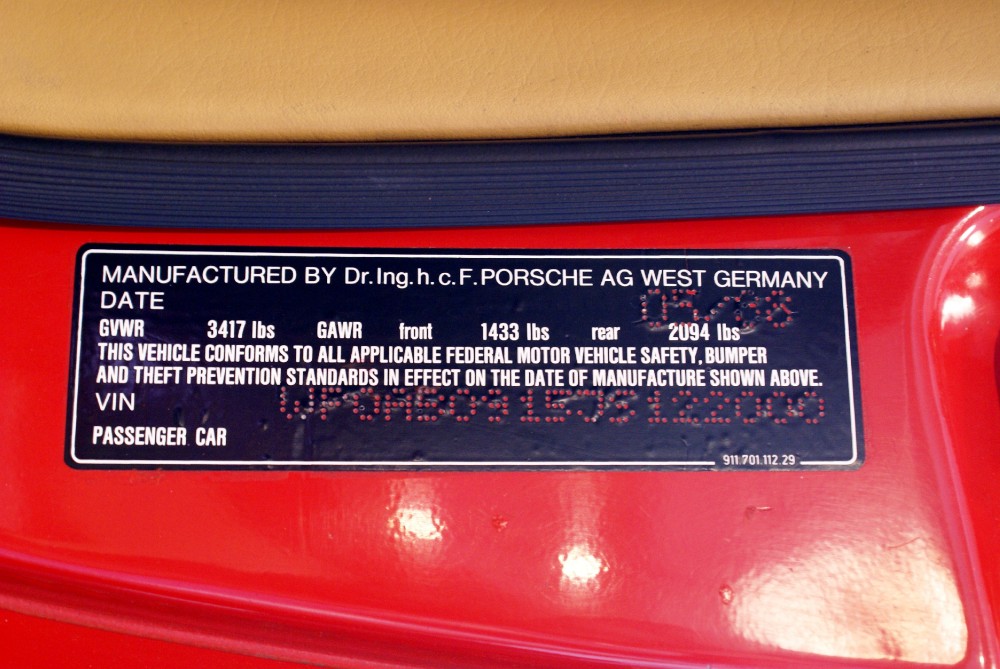 MANUFACTURED BY Dr.Ing.h.c.F.PORSCHE AG WEST GERMANY
DATE
GVWR 3417 lbs GAWR front 1433 lbs rear 2094 lbs
THIS VEHICLE CONFORMS TO ALL APPLICABLE FEDERAL MOTOR VEHICLE SAFETY, BUMPER
AND THEFT PREVENTION STANDARDS IN EFFECT ON THE DATE OF MANUFACTURE SHOWN ABOVE.
VIN
PASSENGER CAR
911.701.112.29